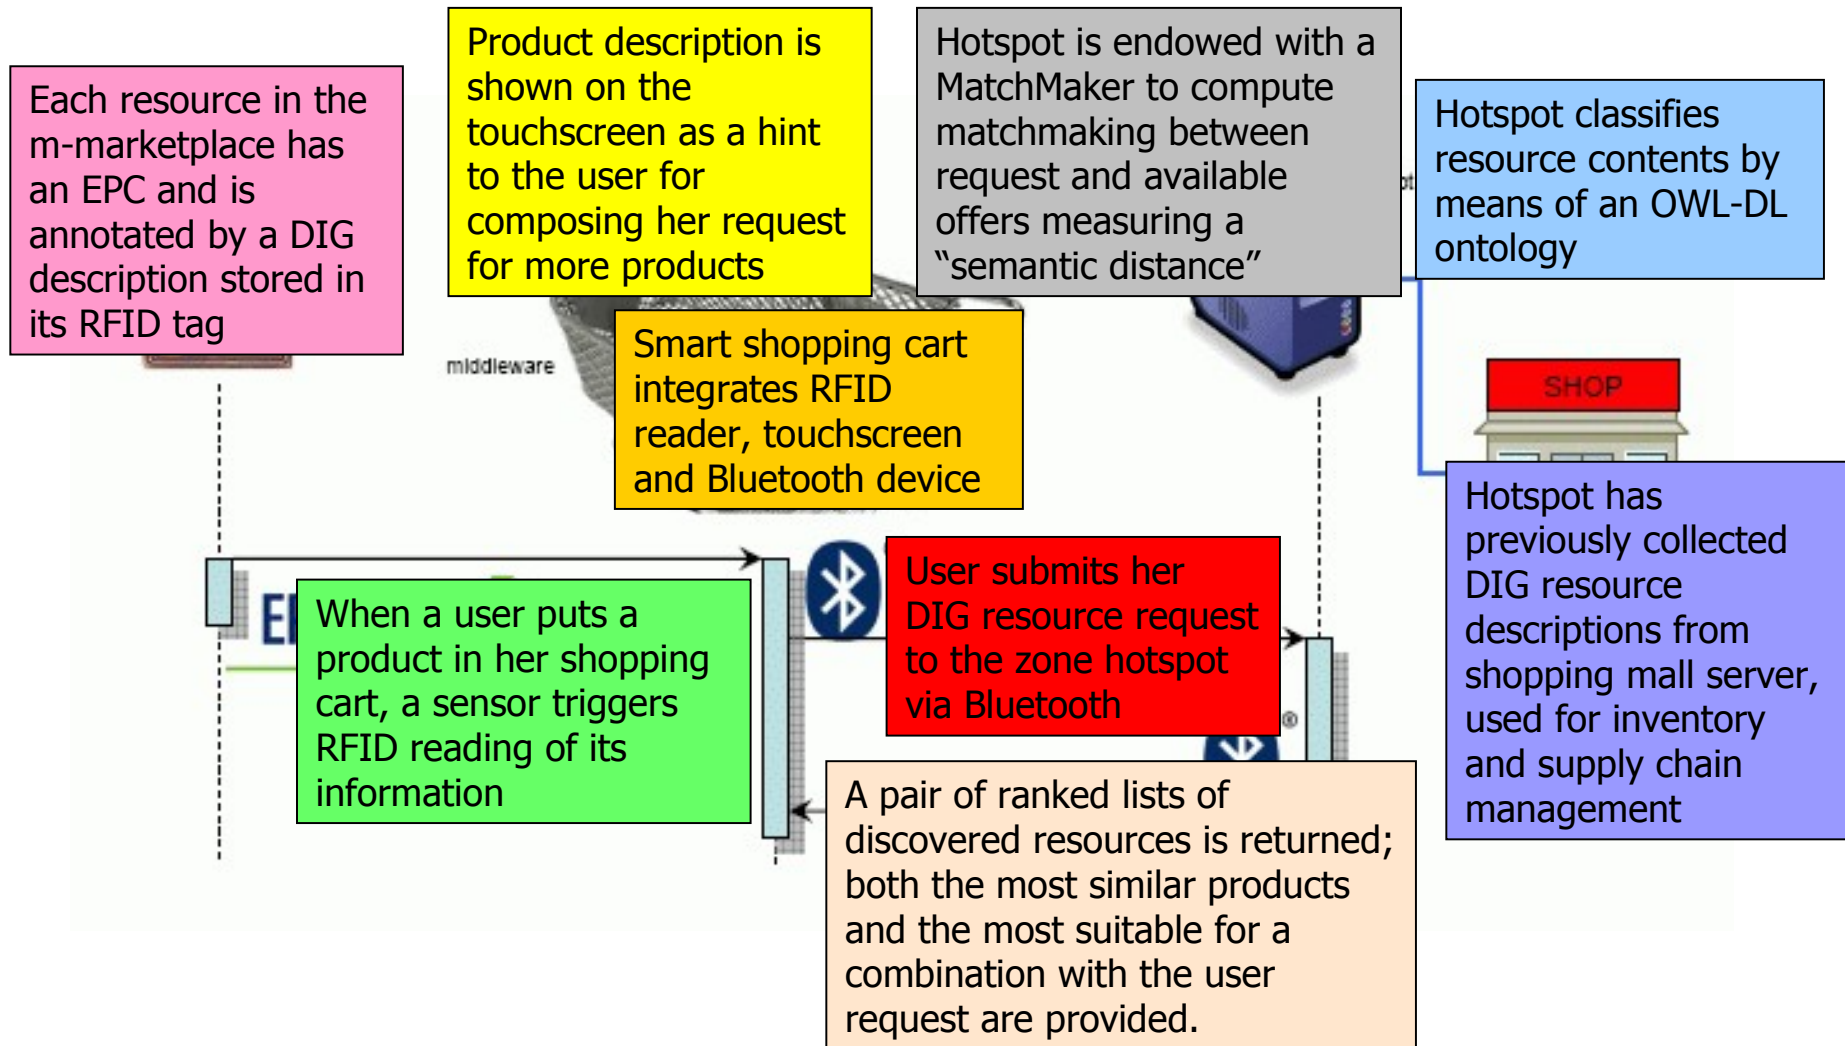 Each resource in the
m-marketplace has
an EPC and is
annotated by a DIG
description stored in
its RFID tag
Product description is
shown on the
touchscreen as a hint
to the user for
composing her request
for more products
Hotspot is endowed with a
MatchMaker to compute
matchmaking between
request and available
offers measuring a
“semantic distance”
Hotspot classifies
resource contents by
means of an OWL-DL
ontology
middleware
Smart shopping cart
integrates RFID
reader, touchscreen
and Bluetooth device
SHOP
Hotspot has
previously collected
DIG resource
descriptions from
shopping mall server,
used for inventory
and supply chain
management
When a user puts a
product in her shopping
cart, a sensor triggers
RFID reading of its
information
User submits her
DIG resource request
to the zone hotspot
via Bluetooth
®
A pair of ranked lists of
discovered resources is returned;
both the most similar products
and the most suitable for a
combination with the user
request are provided.